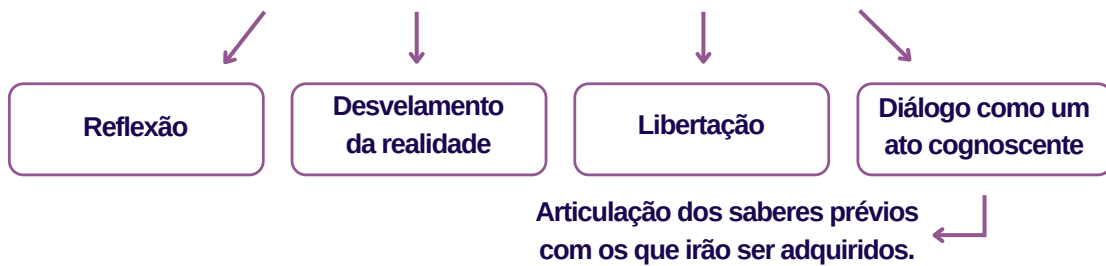 Reflexão
Desvelamento
da realidade
Libertação
Diálogo como um
ato cognoscente
Articulação dos saberes prévios
com os que irão ser adquiridos.